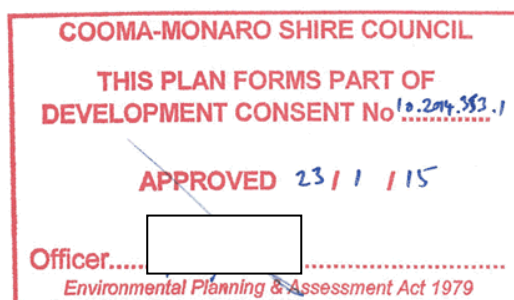 COOMA-MONARO SHIRE COUNCIL
THIS PLAN FORMS PART OF
DEVELOPMENT CONSENT No 10.2014.353.1
APPROVED 23 / 1 / 15
Officer....................
Environmental Planning & Assessment Act 1979